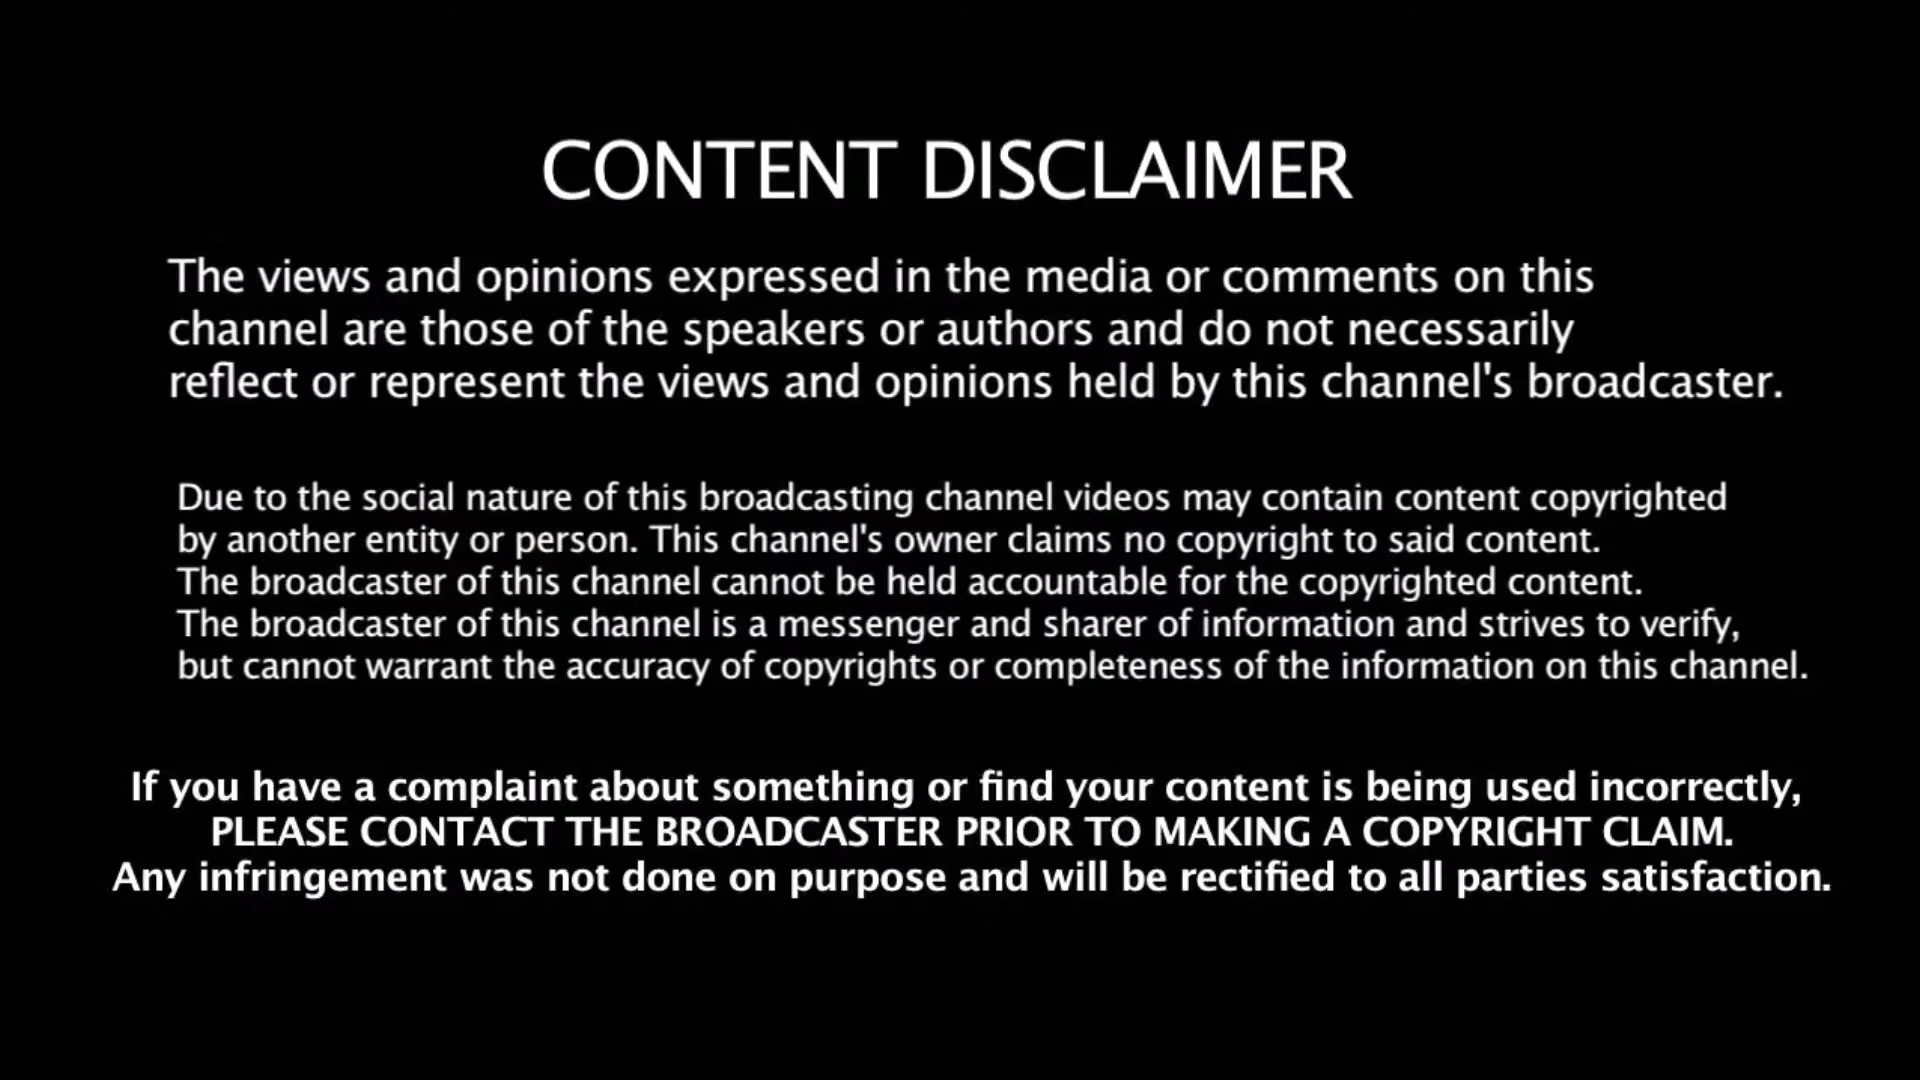 CONTENT DISCLAIMER
The views and opinions expressed in the media or comments on this
channel are those of the speakers or authors and do not necessarily
reflect or represent the views and opinions held by this channel's broadcaster.
Due to the social nature of this broadcasting channel videos may contain content copyrighted
by another entity or person. This channel's owner claims no copyright to said content.
The broadcaster of this channel cannot be held accountable for the copyrighted content.
The broadcaster of this channel is a messenger and sharer of information and strives to verify,
but cannot warrant the accuracy of copyrights or completeness of the information on this channel.
If you have a complaint about something or find your content is being used incorrectly,
PLEASE CONTACT THE BROADCASTER PRIOR TO MAKING A COPYRIGHT CLAIM.
Any infringement was not done on purpose and will be rectified to all parties satisfaction.